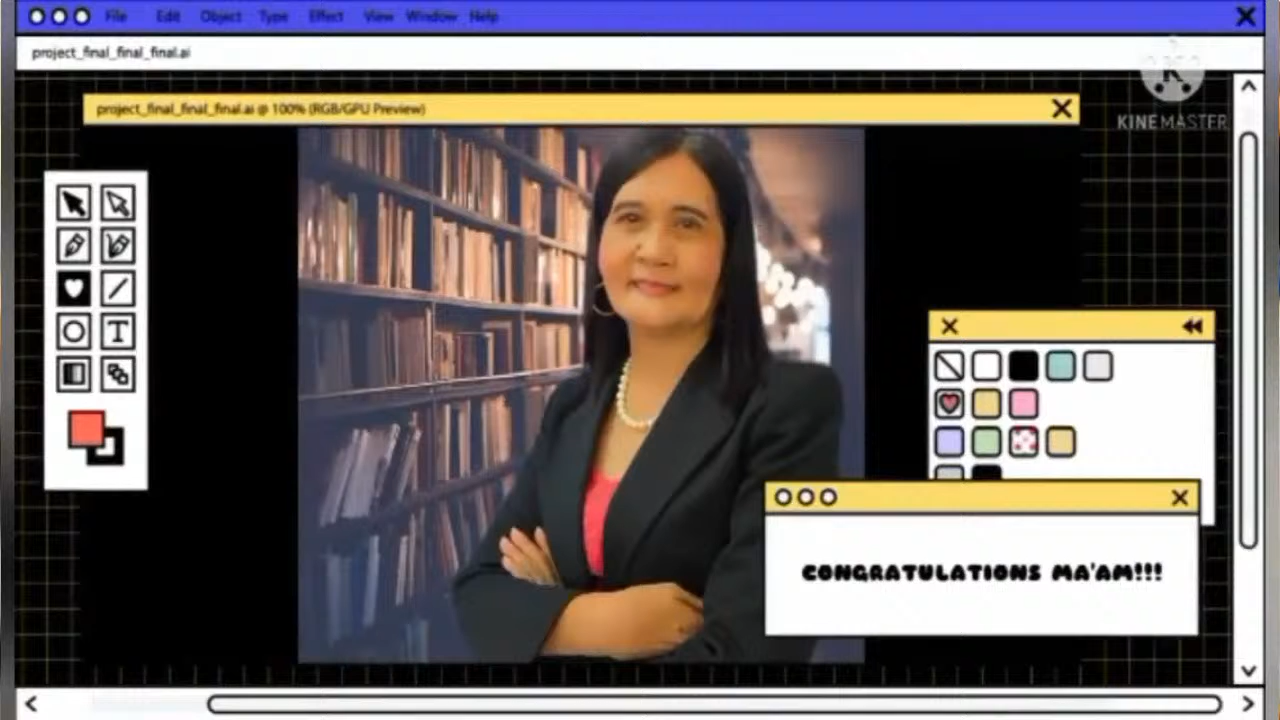 File Edit Object Type Effect View Window Help
project_final_final_final.ai
project_final_final_final.ai @ 100% (RGB/GPU Preview)
KINEMASTER
T
CONGRATULATIONS MA'AM!!!